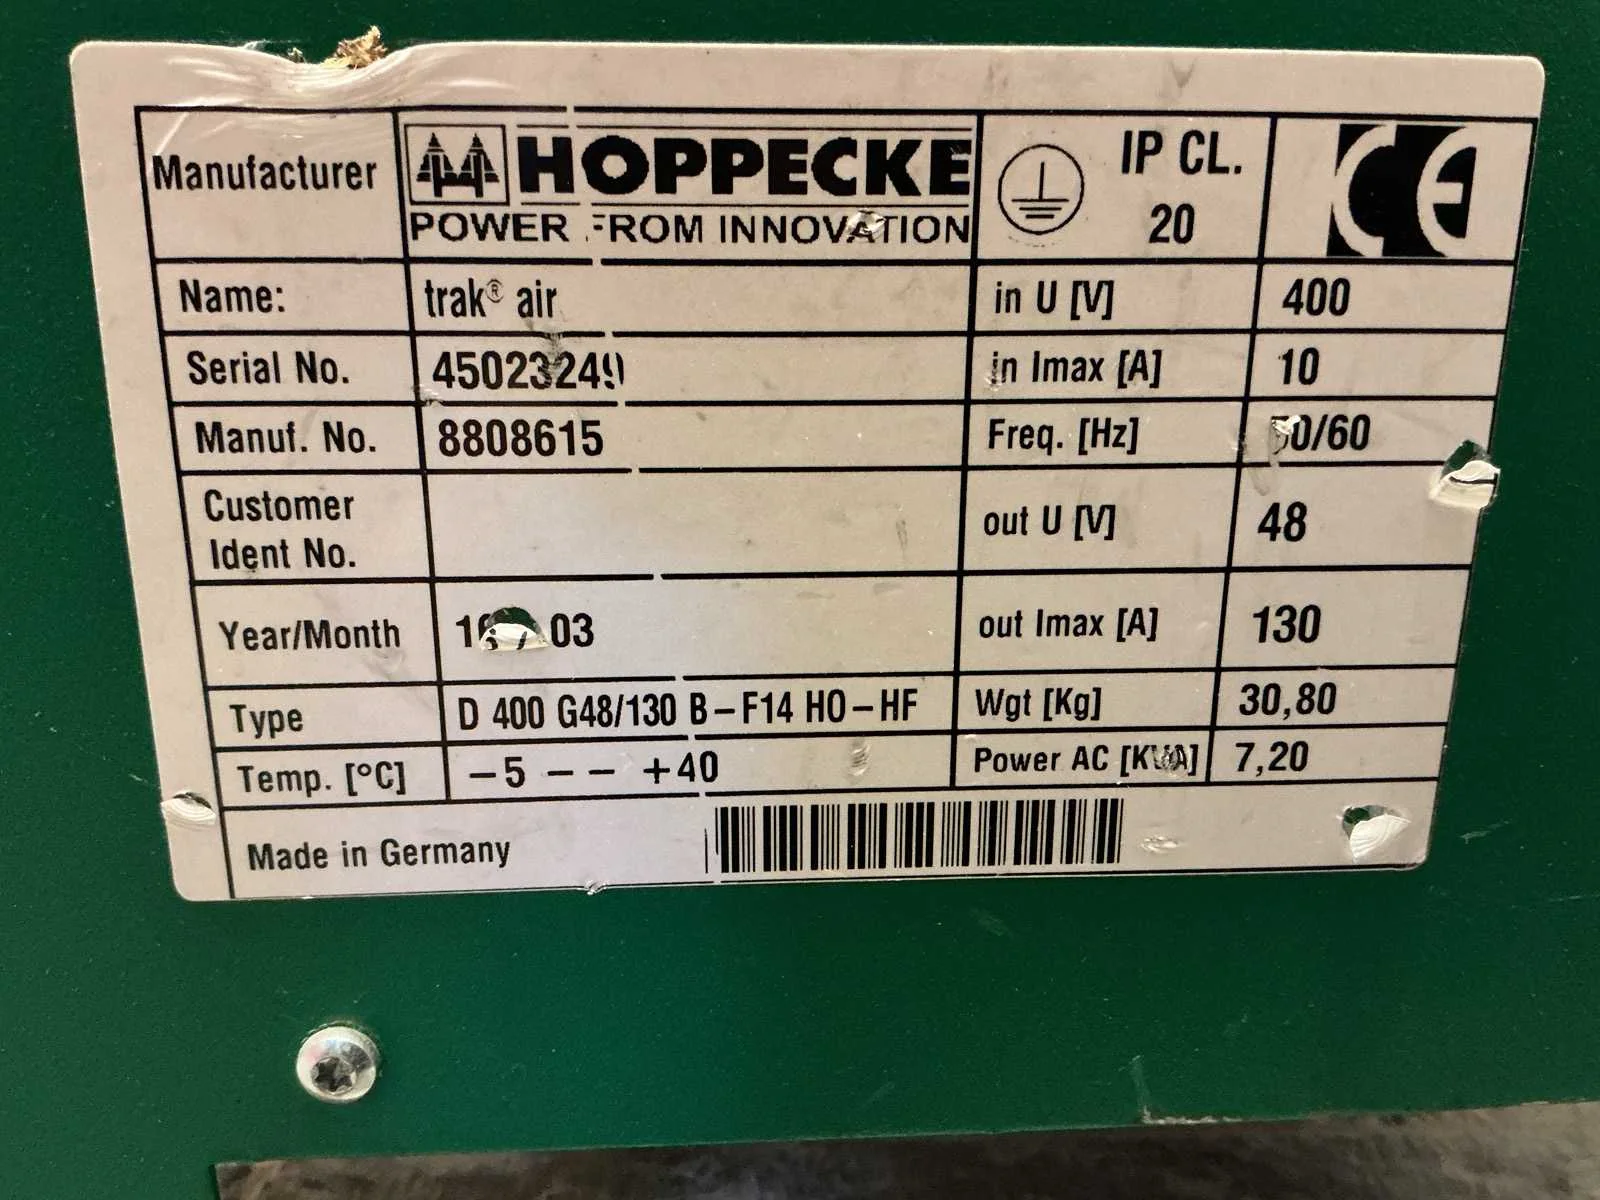 Manufacturer
HOPPECKE
POWER FROM INNOVATION
IP CL.
20
CE
Name:
trak® air
in U [V]
400
Serial No.
45023249
in Imax [A]
10
Manuf. No.
8808615
Freq. [Hz]
50/60
Customer
Ident No.
out U [V]
48
Year/Month
03
out Imax [A]
130
Type
D 400 G48/130 B-F14 HO-HF
Wgt [Kg]
30,80
Temp. [°C]
-5 -- +40
Power AC [KVA]
7,20
Made in Germany